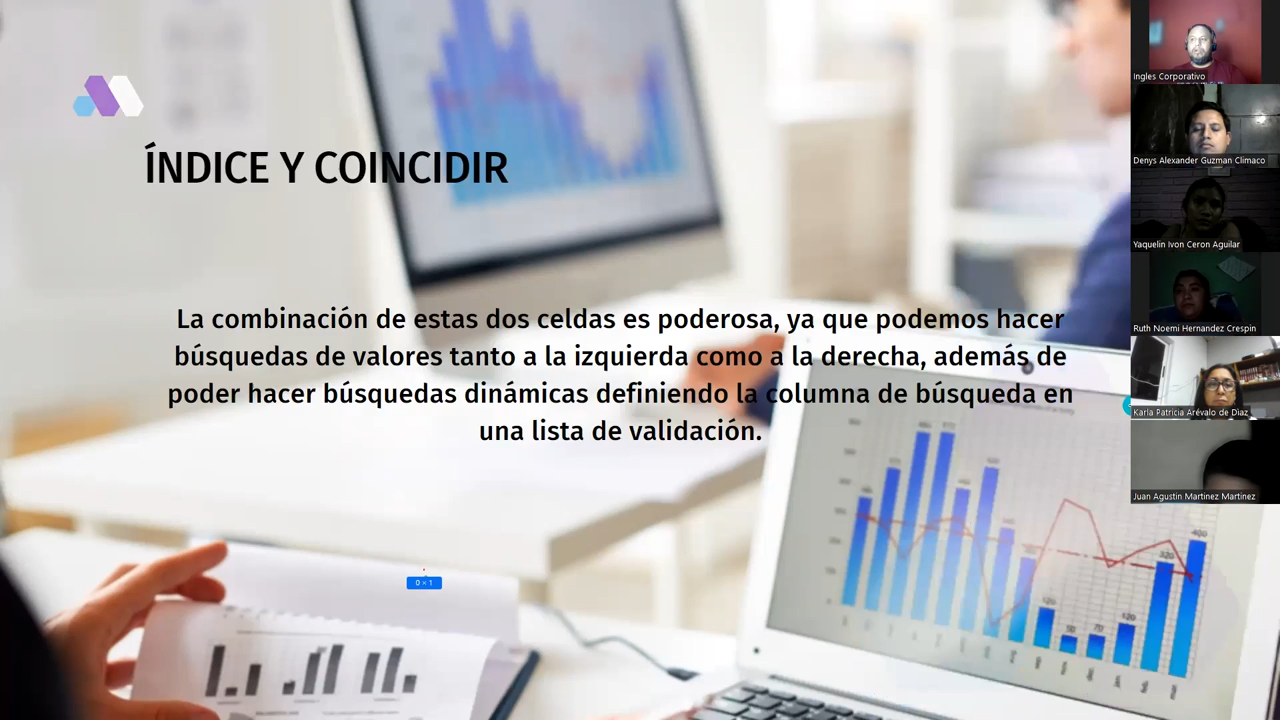 ÍNDICE Y COINCIDIR
La combinación de estas dos celdas es poderosa, ya que podemos hacer
búsquedas de valores tanto a la izquierda como a la derecha, además de
poder hacer búsquedas dinámicas definiendo la columna de búsqueda en
una lista de validación.
0 × 1
Ingles Corporativo
Denys Alexander Guzman Climaco
Yaquelin Ivon Ceron Aguilar
Ruth Noemi Hernandez Crespin
Karla Patricia Arévalo de Diaz
Juan Agustin Martinez Martinez